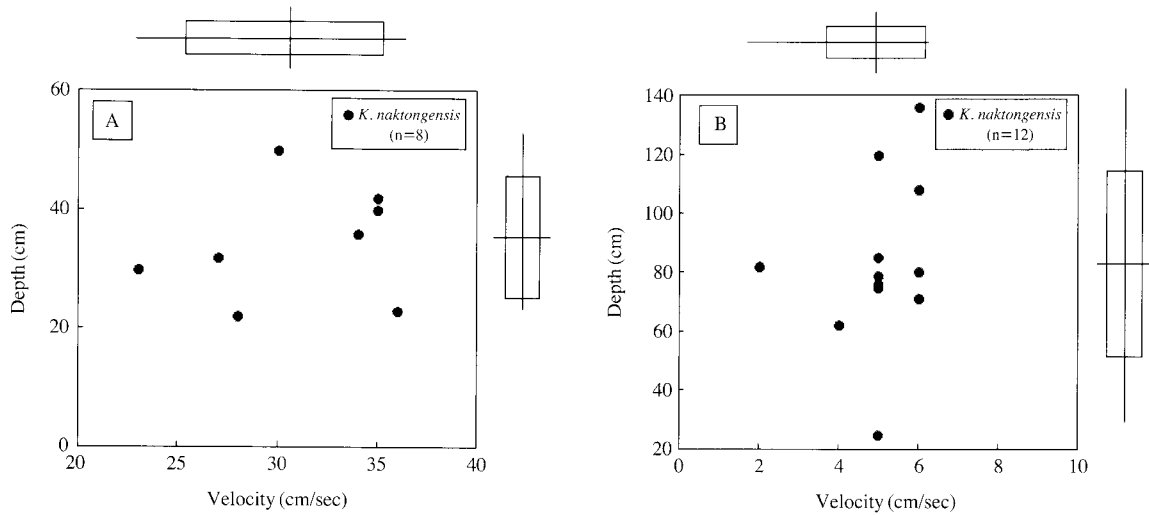 A
K. naktongensis
(n=8)
60
40
20
0
Depth (cm)
20
25
30
35
40
Velocity (cm/sec)
B
K. naktongensis
(n=12)
140
120
100
80
60
40
20
Depth (cm)
0
2
4
6
8
10
Velocity (cm/sec)